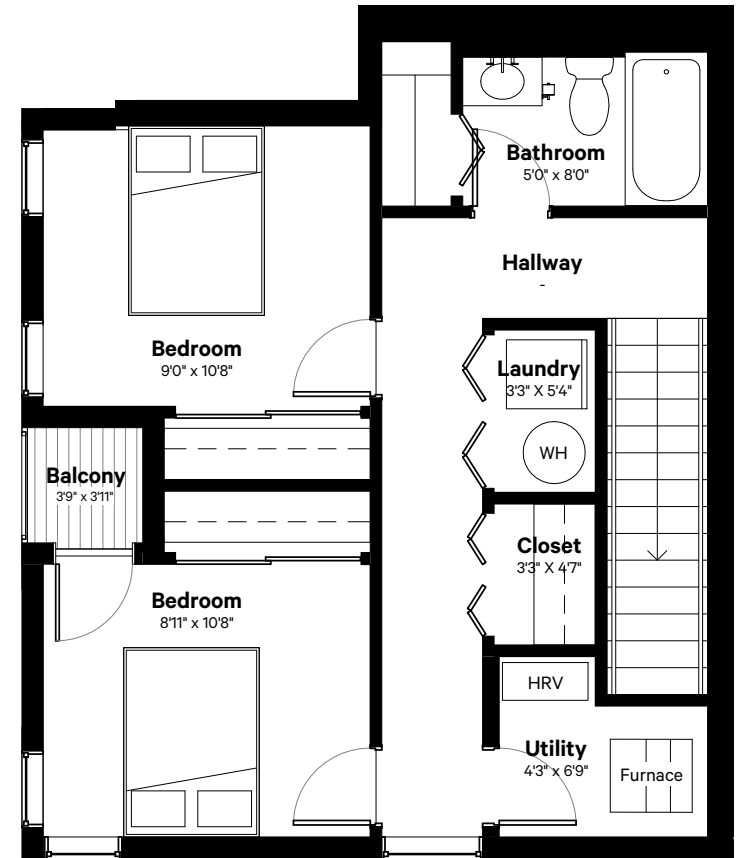 Bathroom
5'0" x 8'0"
Hallway
-
Bedroom
9'0" x 10'8"
Laundry
3'3" X 5'4"
WH
Balcony
3'9" x 3'11"
Closet
3'3" X 4'7"
Bedroom
8'11" x 10'8"
HRV
Utility
4'3" x 6'9"
Furnace